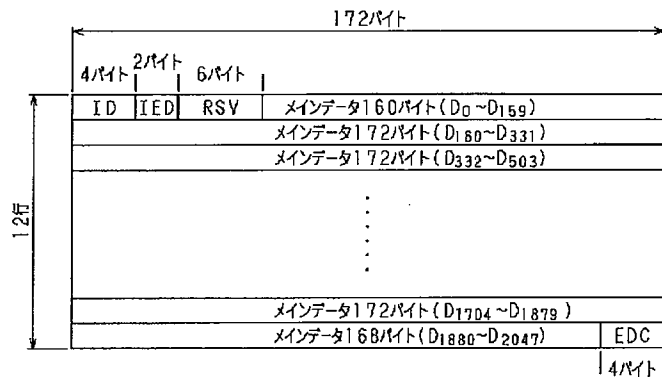 172バイト
4バイト 2バイト 6バイト
ID IED RSV メインデータ160バイト(D0~D159)
メインデータ172バイト(D160~D331)
メインデータ172バイト(D332~D503)
12行
メインデータ172バイト(D1704~D1879)
メインデータ168バイト(D1880~D2047) EDC
4バイト